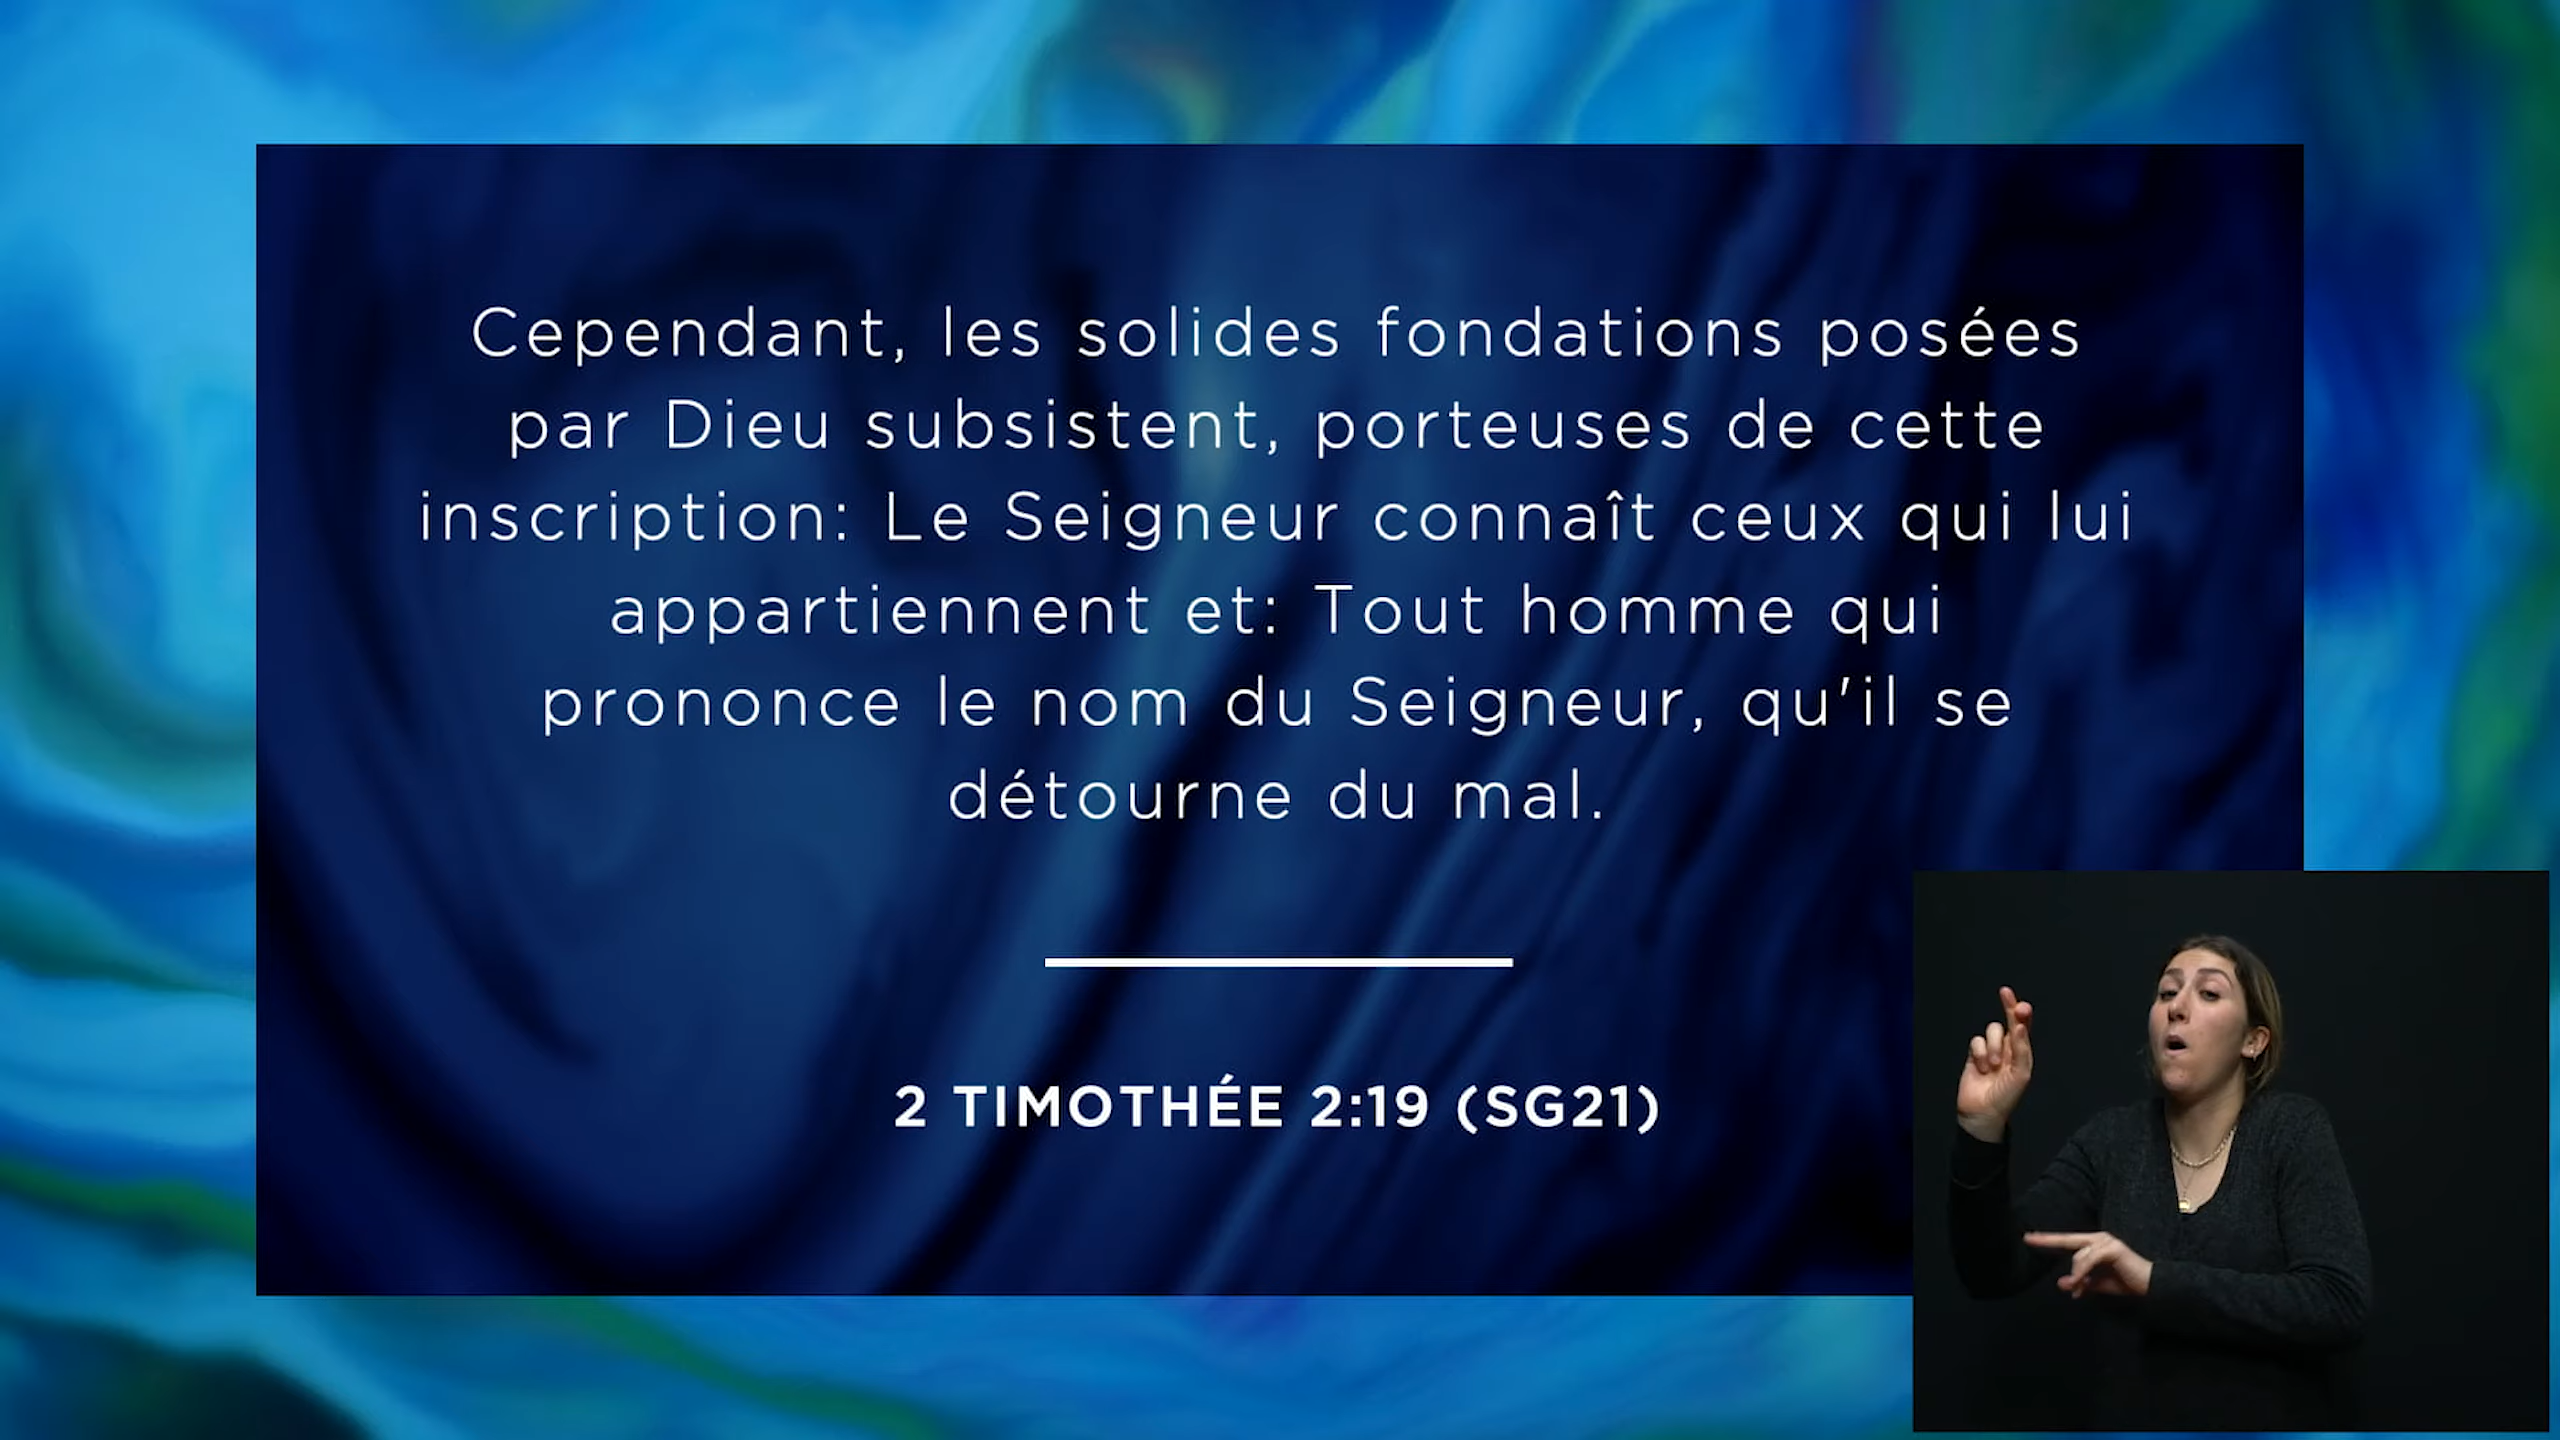 Cependant, les solides fondations posées
par Dieu subsistent, porteuses de cette
inscription: Le Seigneur connaît ceux qui lui
appartiennent et: Tout homme qui
prononce le nom du Seigneur, qu'il se
détourne du mal.
2 TIMOTHÉE 2:19 (SG21)